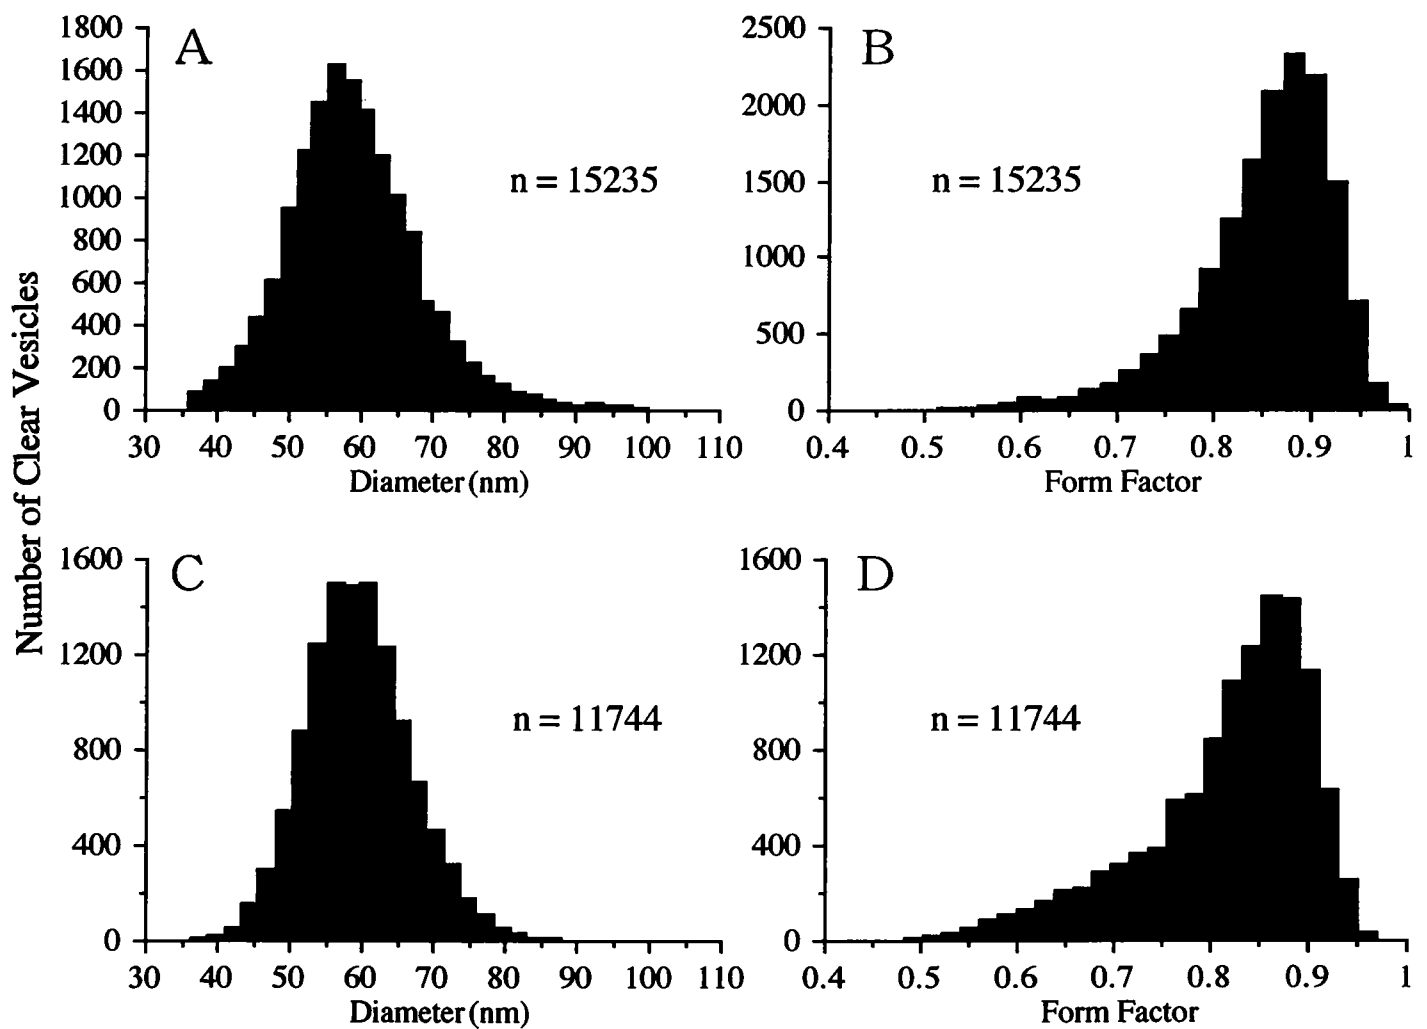 Number of Clear Vesicles
A
1800
1600
1400
1200
1000
800
600
400
200
0
n = 15235
30 40 50 60 70 80 90 100 110
Diameter (nm)
B
2500
2000
1500
1000
500
0
n = 15235
0.4 0.5 0.6 0.7 0.8 0.9 1
Form Factor
C
1600
1200
800
400
0
n = 11744
30 40 50 60 70 80 90 100 110
Diameter (nm)
D
1600
1200
800
400
0
n = 11744
0.4 0.5 0.6 0.7 0.8 0.9 1
Form Factor